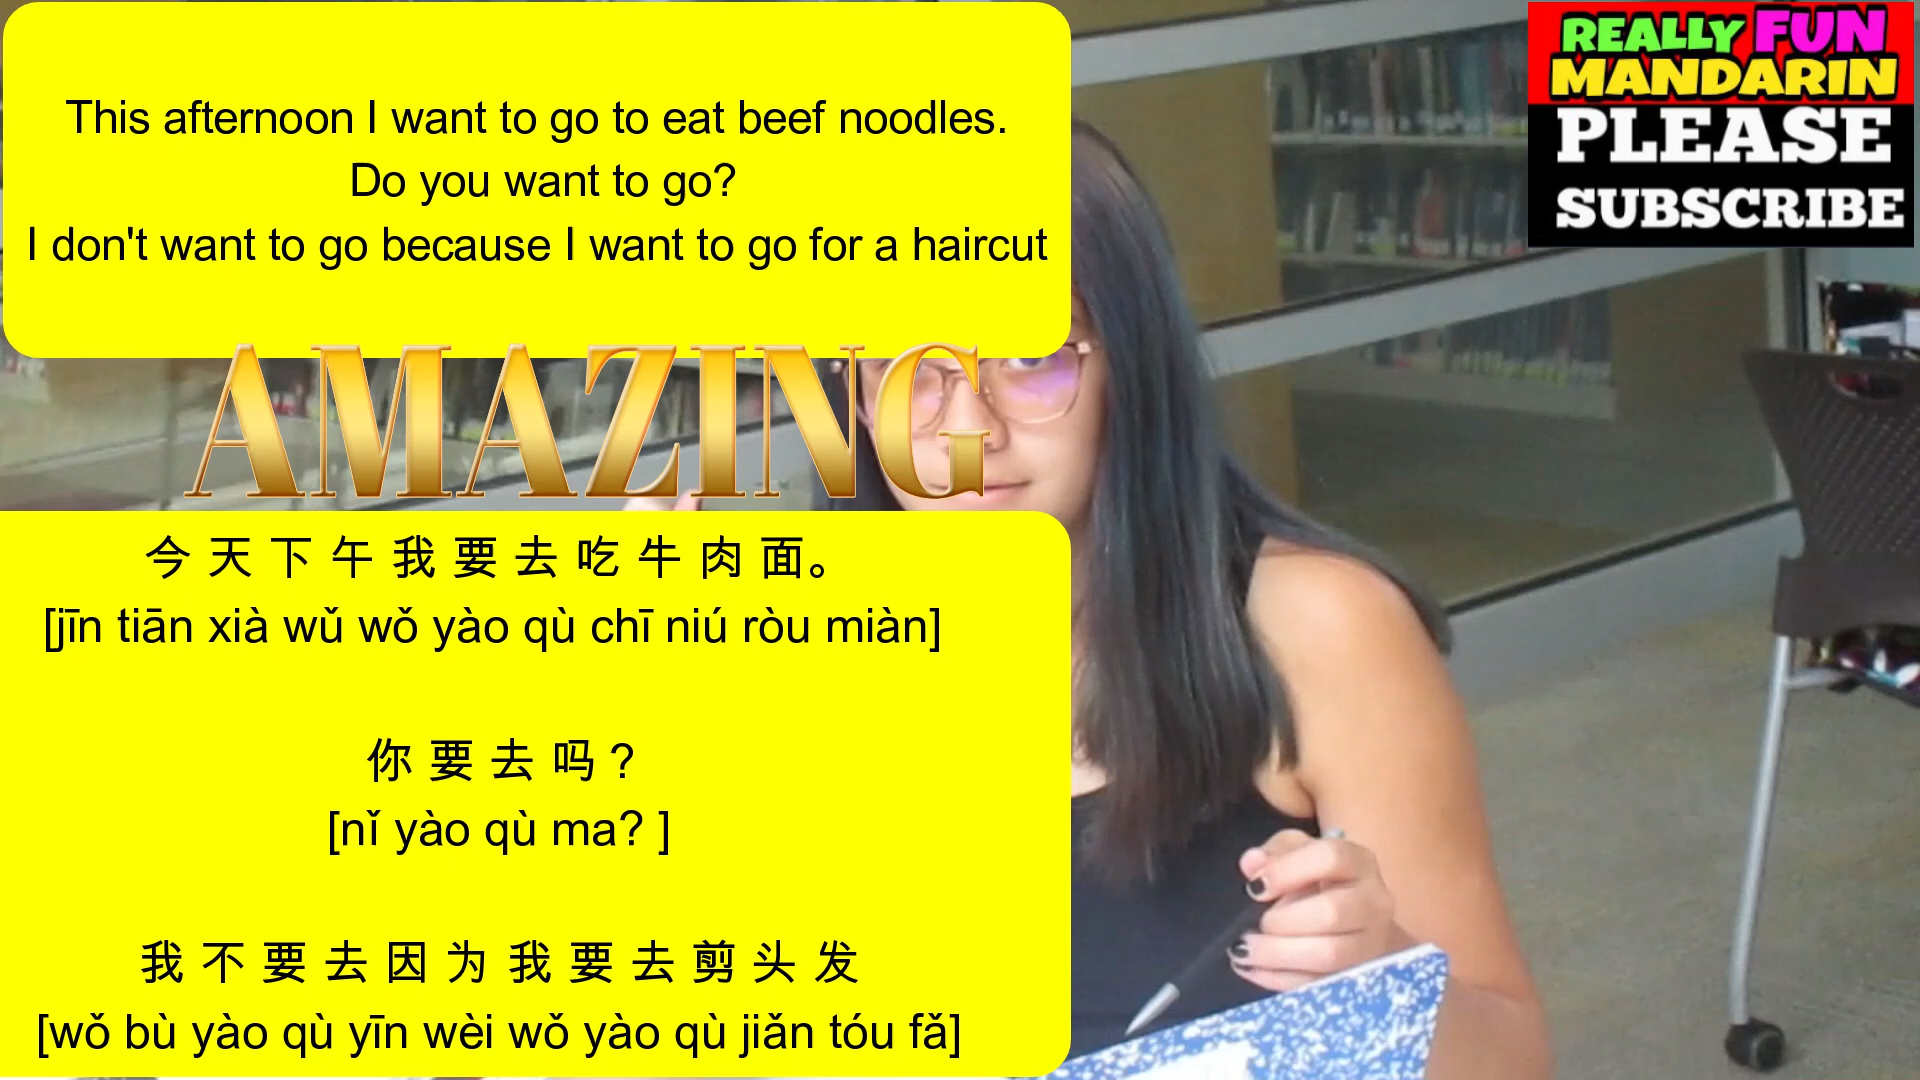 This afternoon I want to go to eat beef noodles.
Do you want to go?
I don't want to go because I want to go for a haircut
REALLY FUN
MANDARIN
PLEASE
SUBSCRIBE
AMAZING
今天下午我要去吃牛肉面。
[jīn tiān xià wǔ wǒ yào qù chī niú ròu miàn]
你要去吗?
[nǐ yào qù ma? ]
我不要去因为我要去剪头发
[wǒ bù yào qù yīn wèi wǒ yào qù jiǎn tóu fǎ]